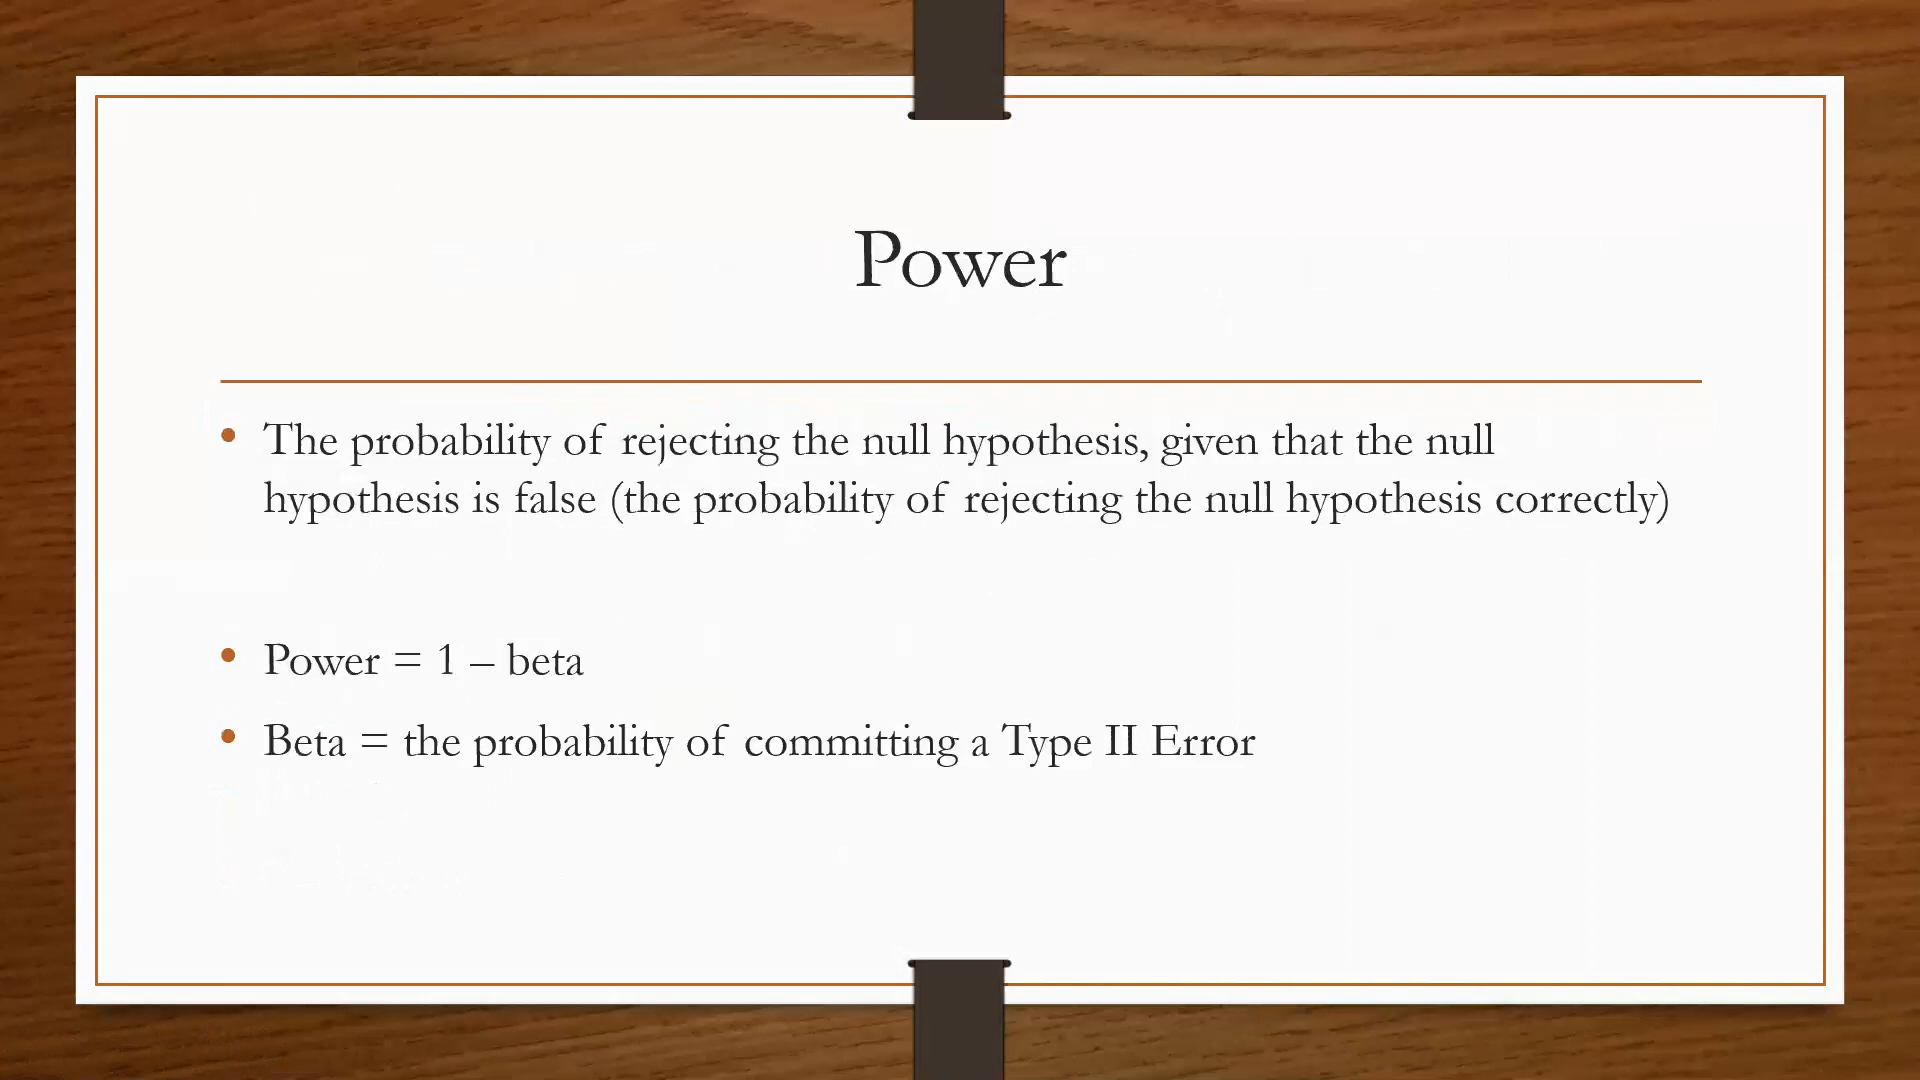 Power
• The probability of rejecting the null hypothesis, given that the null
hypothesis is false (the probability of rejecting the null hypothesis correctly)
• Power = 1 – beta
• Beta = the probability of committing a Type II Error